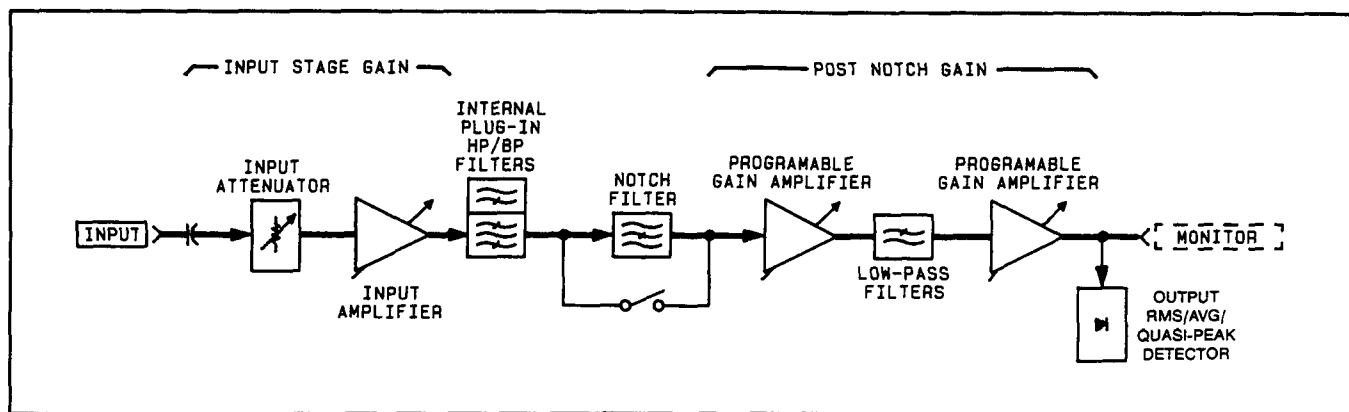 INPUT STAGE GAIN
POST NOTCH GAIN
INTERNAL
PLUG-IN
HP/BP
FILTERS
INPUT
ATTENUATOR
NOTCH
FILTER
PROGRAMABLE
GAIN AMPLIFIER
PROGRAMABLE
GAIN AMPLIFIER
INPUT
MONITOR
INPUT
AMPLIFIER
LOW-PASS
FILTERS
OUTPUT
RMS/AVG/
QUASI-PEAK
DETECTOR